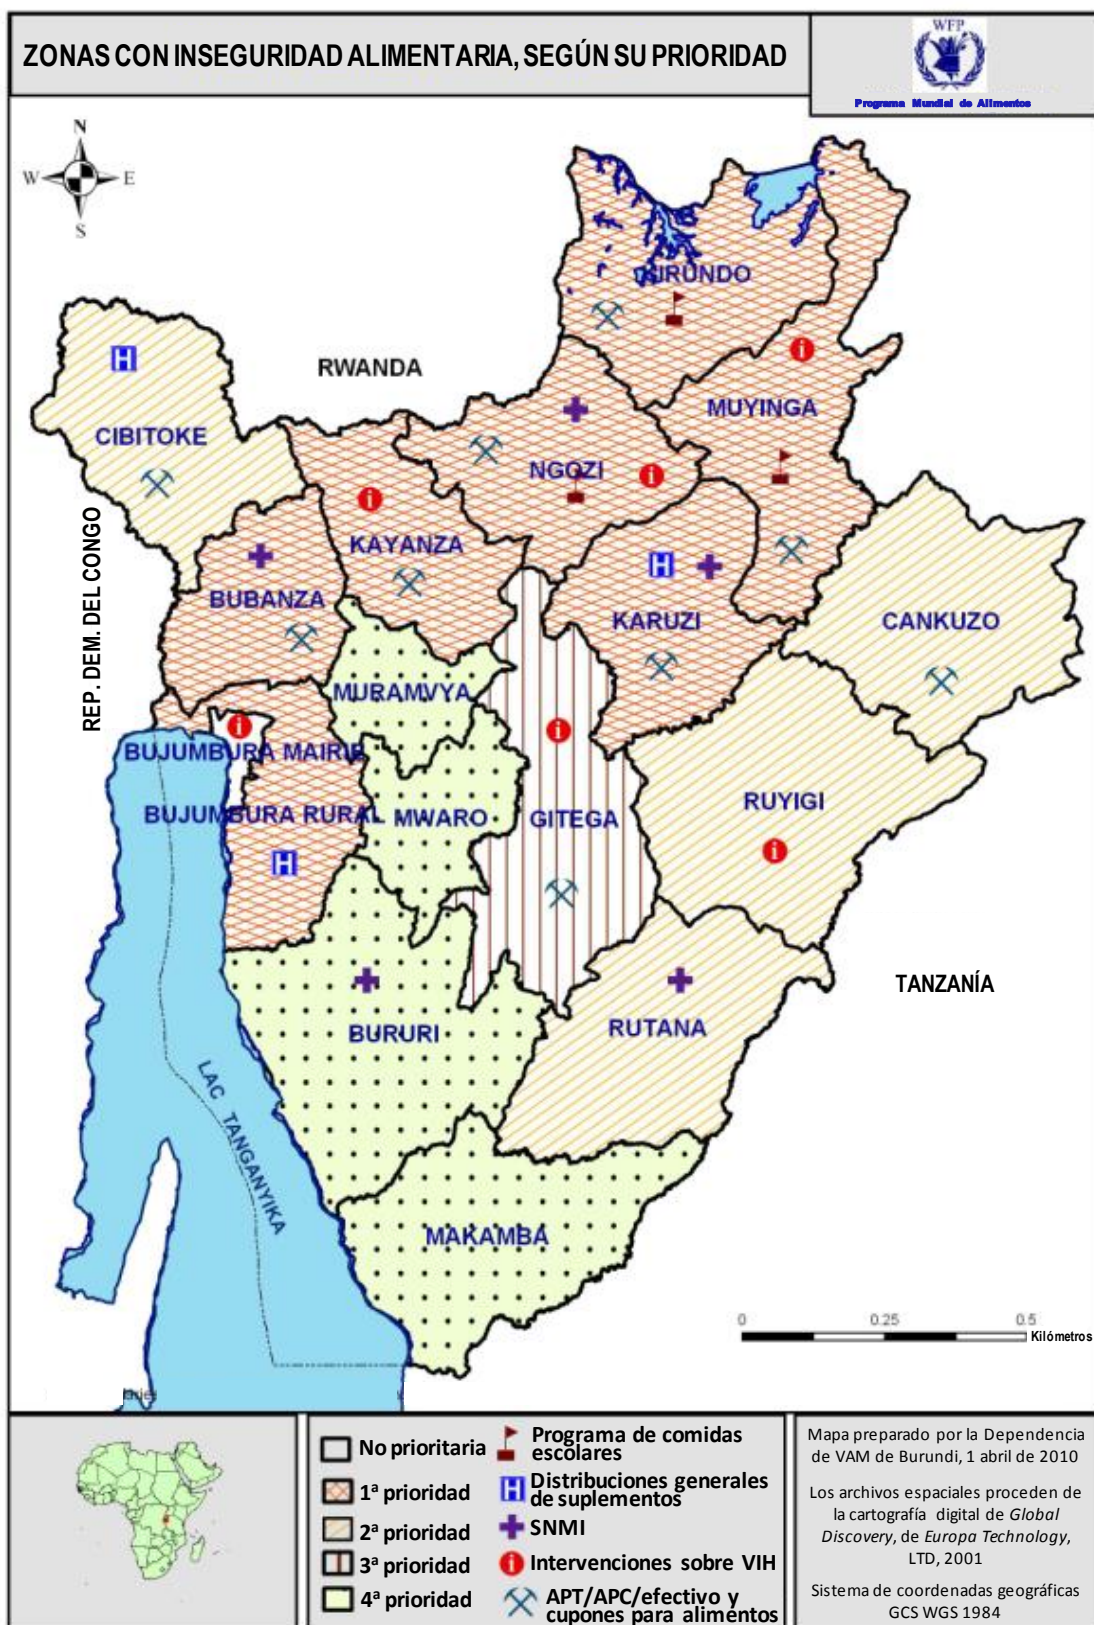 ZONAS CON INSEGURIDAD ALIMENTARIA, SEGÚN SU PRIORIDAD
WFP
Programa Mundial de Alimentos
N
W
E
S
RWANDA
REP. DEM. DEL CONGO
TANZANÍA
LAC TANGANYIKA
MUYINGA
CIBITOKE
NGOZI
KAYANZA
BUBANZA
KARUZI
CANKUZO
MURAMVYA
BUJUMBURA MAIRIE
BUJUMBURA RURAL
MWARO
GITEGA
RUYIGI
BURURI
RUTANA
MAKAMBA
0
0.25
0.5
Kilómetros
No prioritaria
1ª prioridad
2ª prioridad
3ª prioridad
4ª prioridad
Programa de comidas
escolares
Distribuciones generales
de suplementos
SNMI
Intervenciones sobre VIH
APT/APC/efectivo y
cupones para alimentos
Mapa preparado por la Dependencia
de VAM de Burundi, 1 abril de 2010
Los archivos espaciales proceden de
la cartografía digital de Global
Discovery, de Europa Technology,
LTD, 2001
Sistema de coordenadas geográficas
GCS WGS 1984